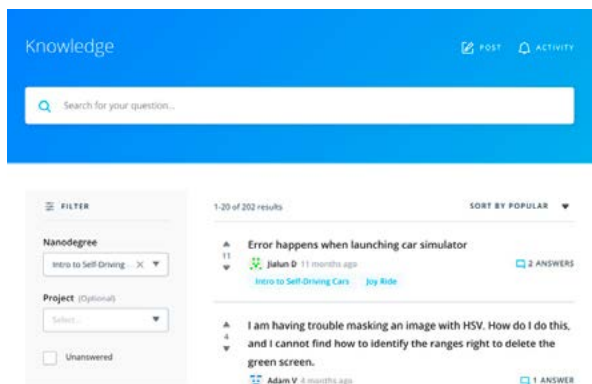 Knowledge
POST
ACTIVITY
Search for your question...
FILTER
1-20 of 202 results
SORT BY POPULAR
Nanodegree
Intro to Self-Driving ...
Project (Optional)
Select...
Unanswered
11
Error happens when launching car simulator
Jialun D 11 months ago
2 ANSWERS
Intro to Self-Driving Cars Joy Ride
4
I am having trouble masking an image with HSV. How do I do this,
and I cannot find how to identify the ranges right to delete the
green screen.
Adam V 4 months ago
1 ANSWER